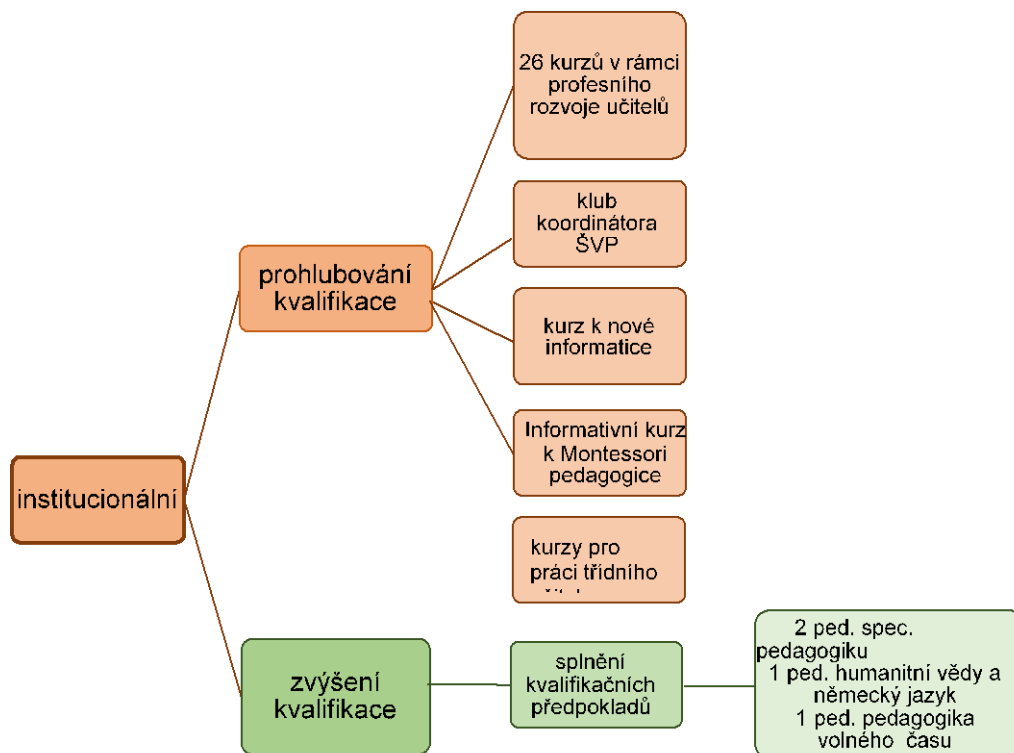 26 kurzů v rámci
profesního
rozvoje učitelů
klub
koordinátora
ŠVP
prohlubování
kvalifikace
kurz k nové
informatice
Informativní kurz
k Montessori
pedagogice
institucionální
kurzy pro
práci třídního
zvýšení
kvalifikace
splnění
kvalifikačních
předpokladů
2 ped. spec.
pedagogiku
1 ped. humanitní vědy a
německý jazyk
1 ped. pedagogika
volného času